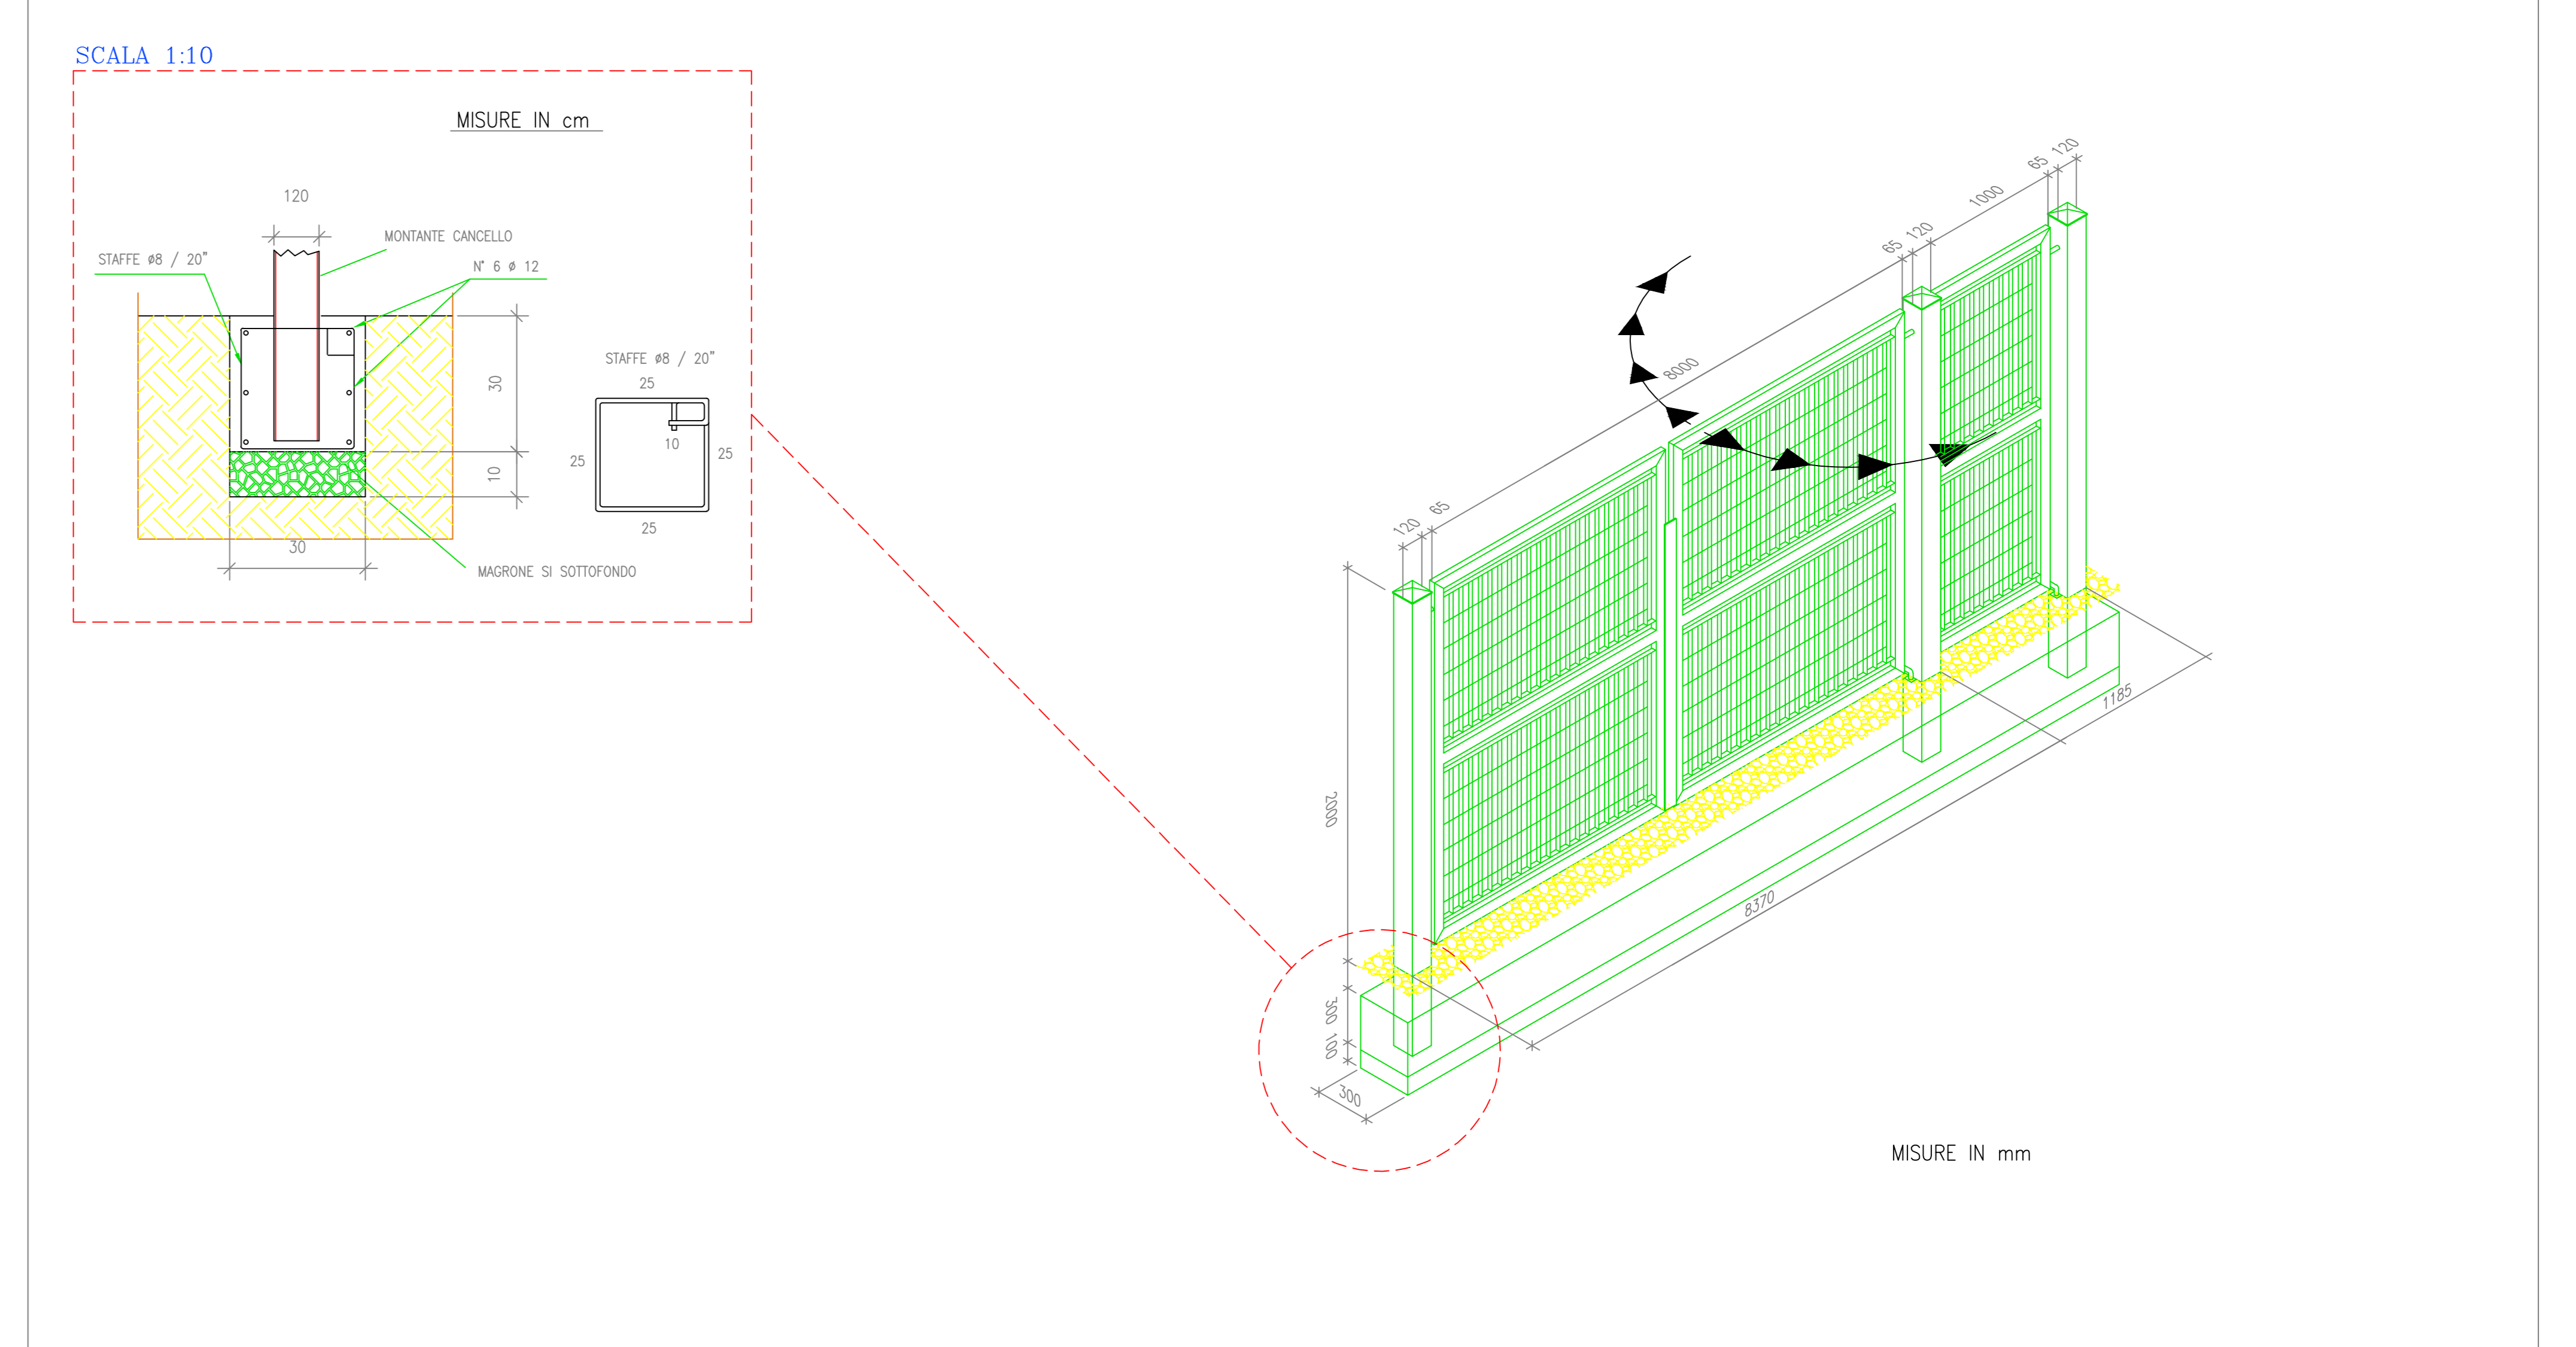 SCALA 1:10
MISURE IN cm
120
MONTANTE CANCELLO
STAFFE ø8 / 20"
N° 6 ø 12
30
10
30
MAGRONE SI SOTTOFONDO
STAFFE ø8 / 20"
25
10
25
25
25
120
65
8000
65
120
1000
65
120
2000
300
100
300
8370
1185
MISURE IN mm